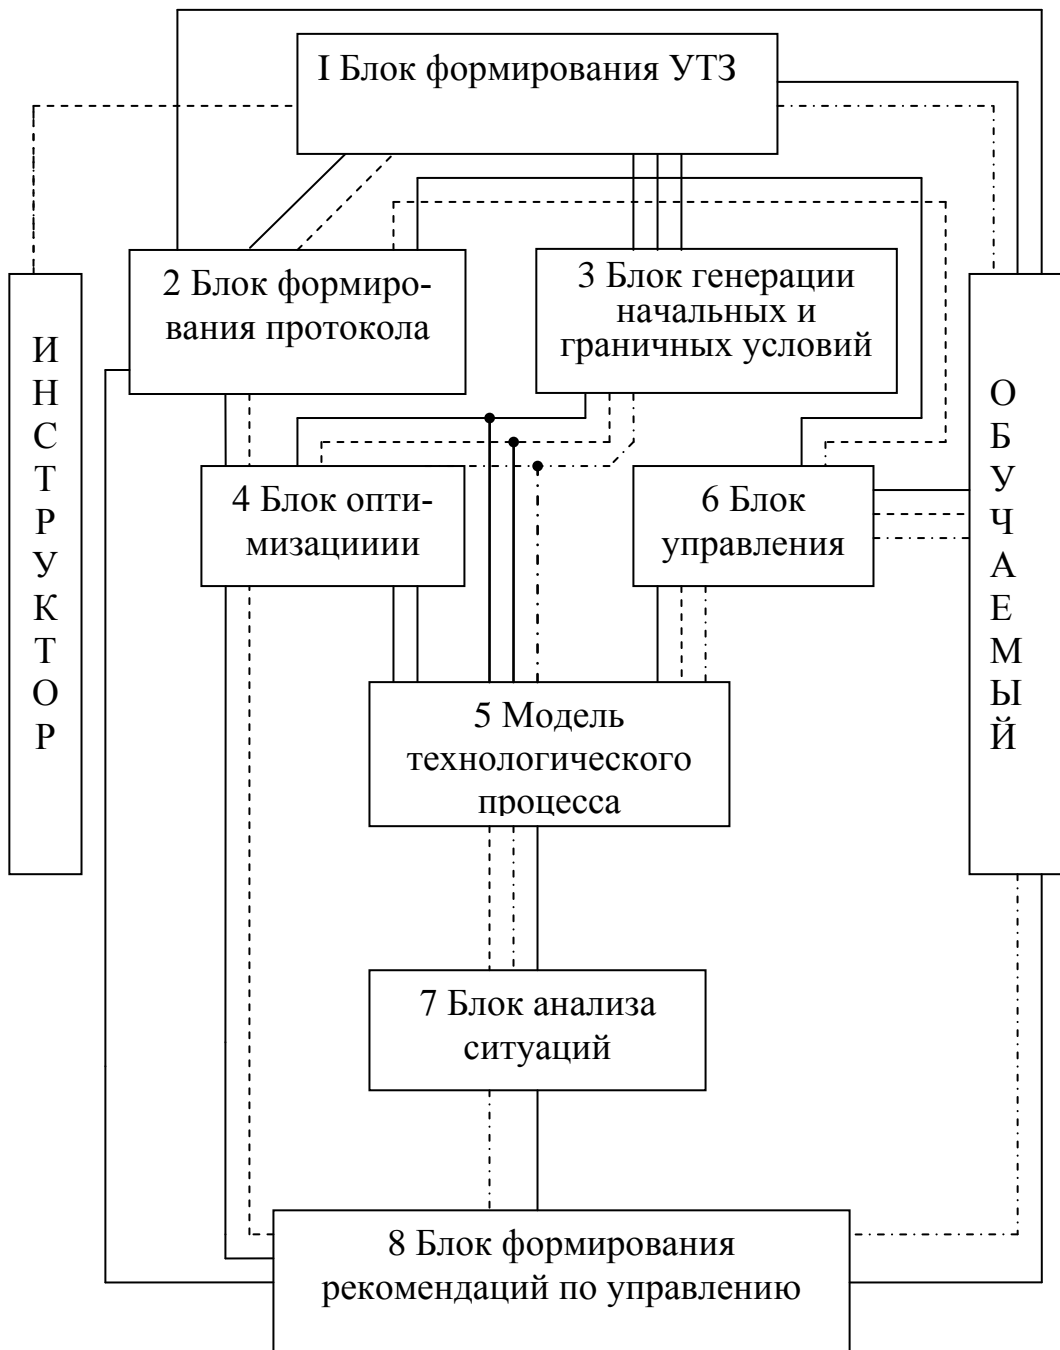 I Блок формирования УТЗ
2 Блок формиро-
вания протокола
3 Блок генерации
начальных и
граничных условий
И
Н
С
Т
Р
У
К
Т
О
Р
О
Б
У
Ч
А
Е
М
Ы
Й
4 Блок опти-
мизациииi
6 Блок
управления
5 Модель
технологического
процесса
7 Блок анализа
ситуаций
8 Блок формирования
рекомендаций по управлению